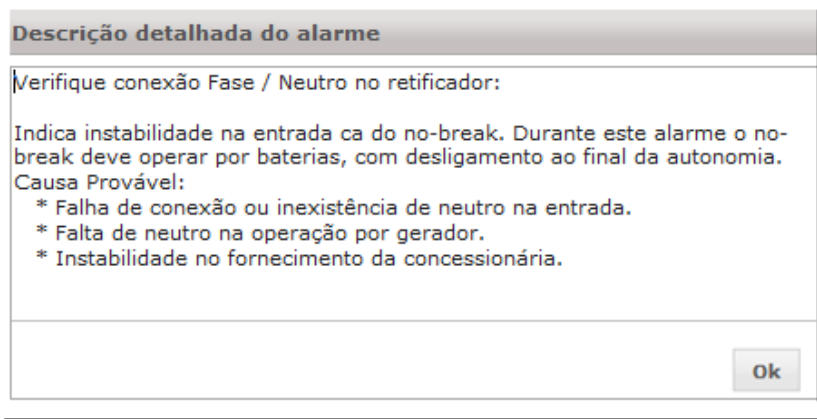 Descrição detalhada do alarme
Verifique conexão Fase / Neutro no retificador:
Indica instabilidade na entrada ca do no-break. Durante este alarme o no-
break deve operar por baterias, com desligamento ao final da autonomia.
Causa Provável:
* Falha de conexão ou inexistência de neutro na entrada.
* Falta de neutro na operação por gerador.
* Instabilidade no fornecimento da concessionária.
Ok